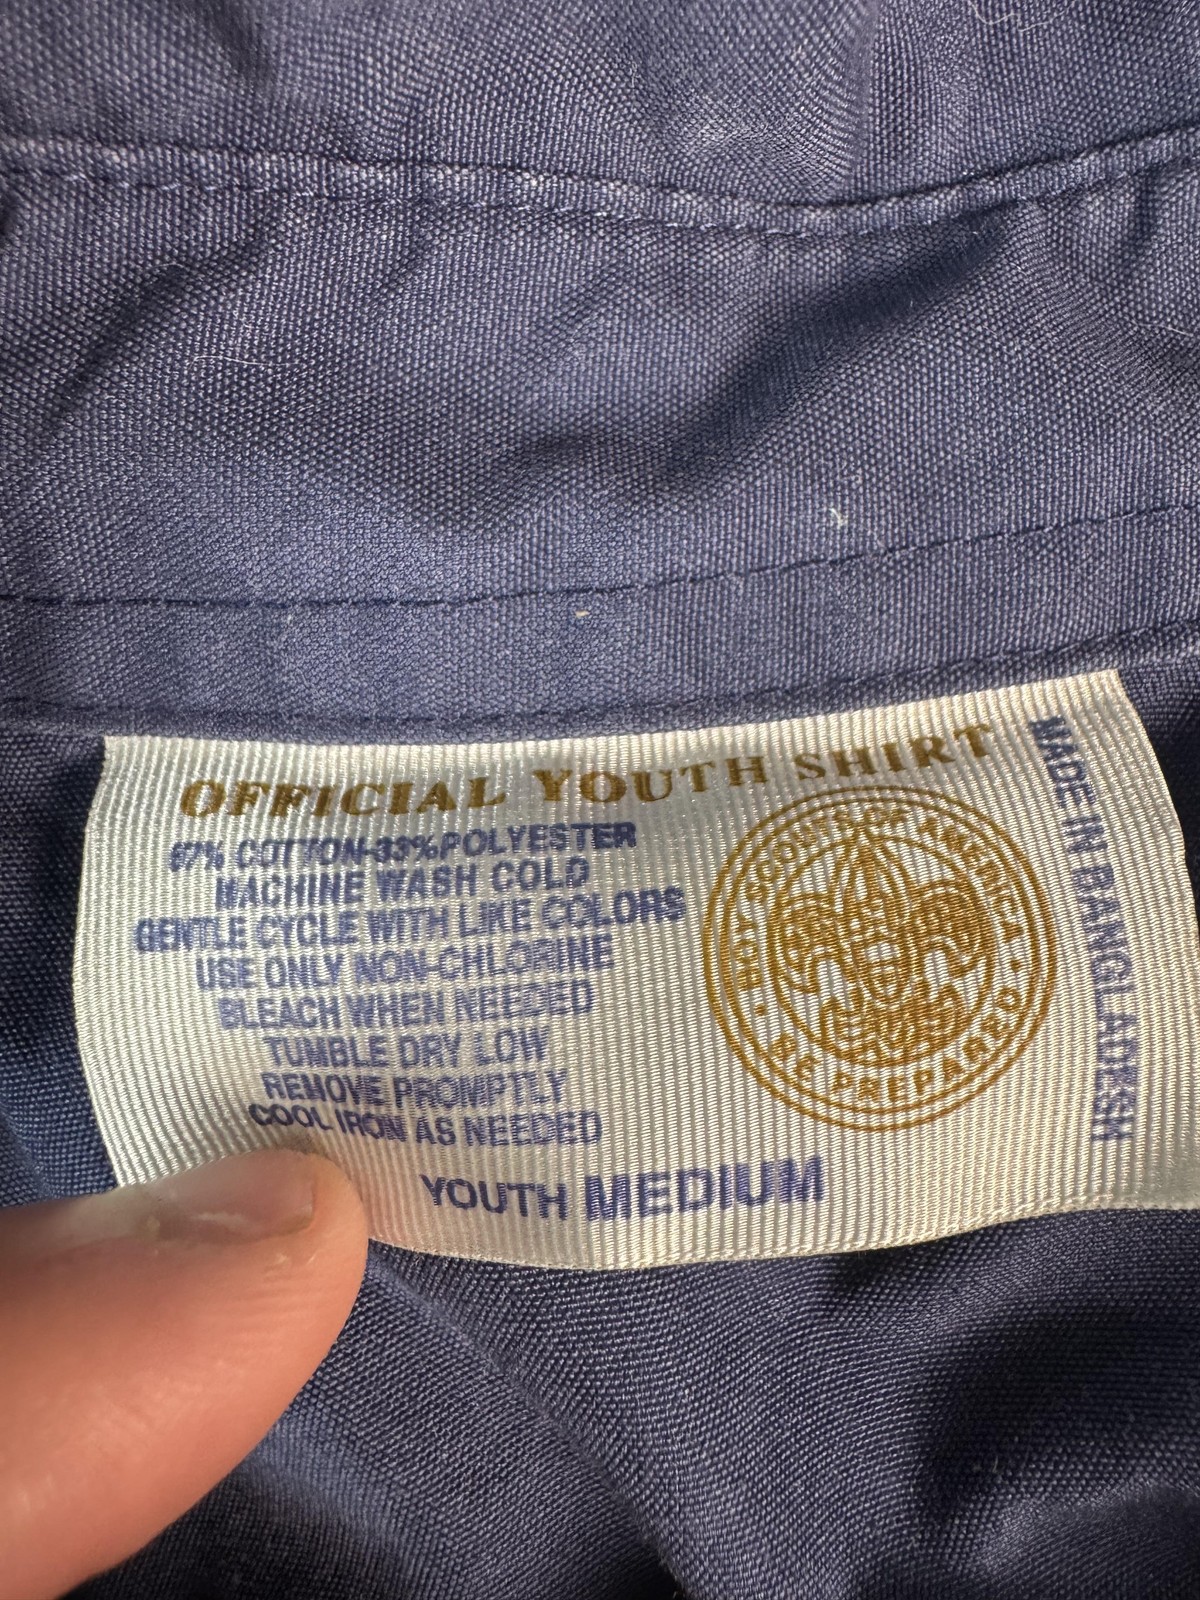 OFFICIAL YOUTH SHIRT
67% COTTON-33%POLYESTER
MACHINE WASH COLD
GENTLE CYCLE WITH LIKE COLORS
USE ONLY NON-CHLORINE
BLEACH WHEN NEEDED
TUMBLE DRY LOW
REMOVE PROMPTLY
COOL IRON AS NEEDED
YOUTH MEDIUM
BOY SCOUTS OF AMERICA
• BE PREPARED •
MADE IN BANGLADESH